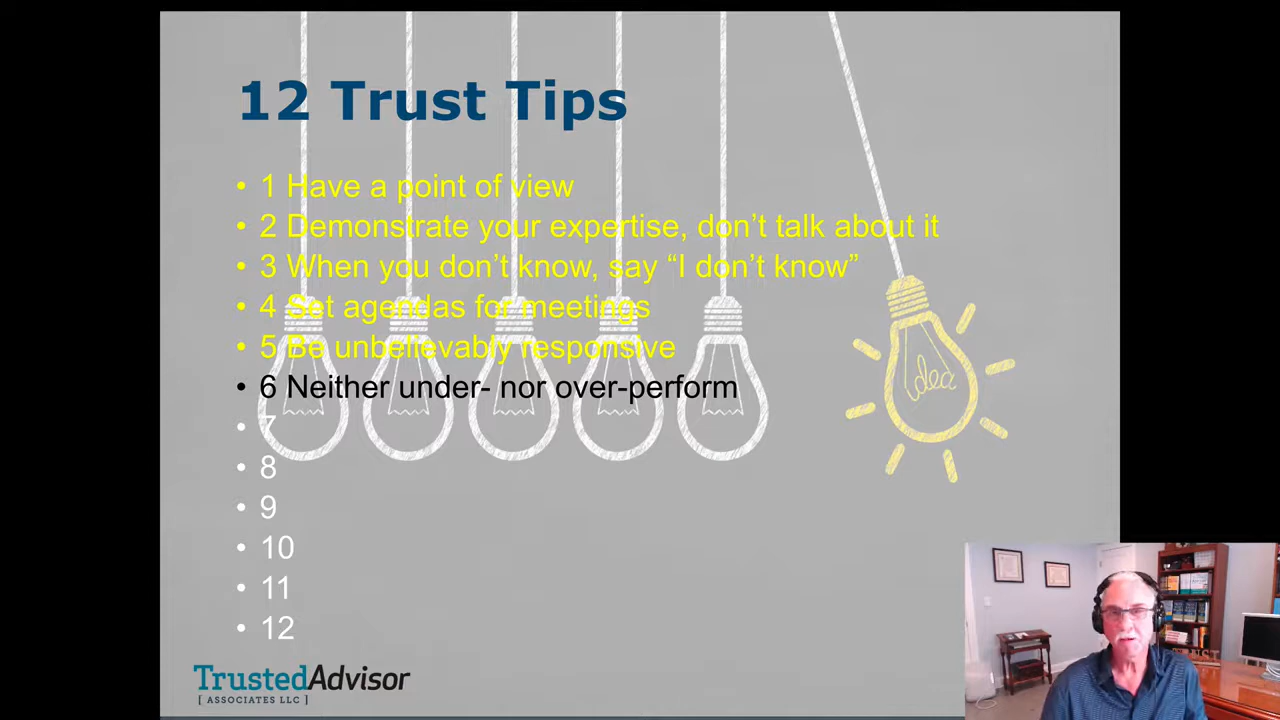 12 Trust Tips
• 1 Have a point of view
• 2 Demonstrate your expertise, don’t talk about it
• 3 When you don’t know, say “I don’t know”
• 4 Set agendas for meetings
• 5 Be unbelievably responsive
• 6 Neither under- nor over-perform
• 7
• 8
• 9
• 10
• 11
• 12
idea
TrustedAdvisor
[ ASSOCIATES LLC ]
TRUST